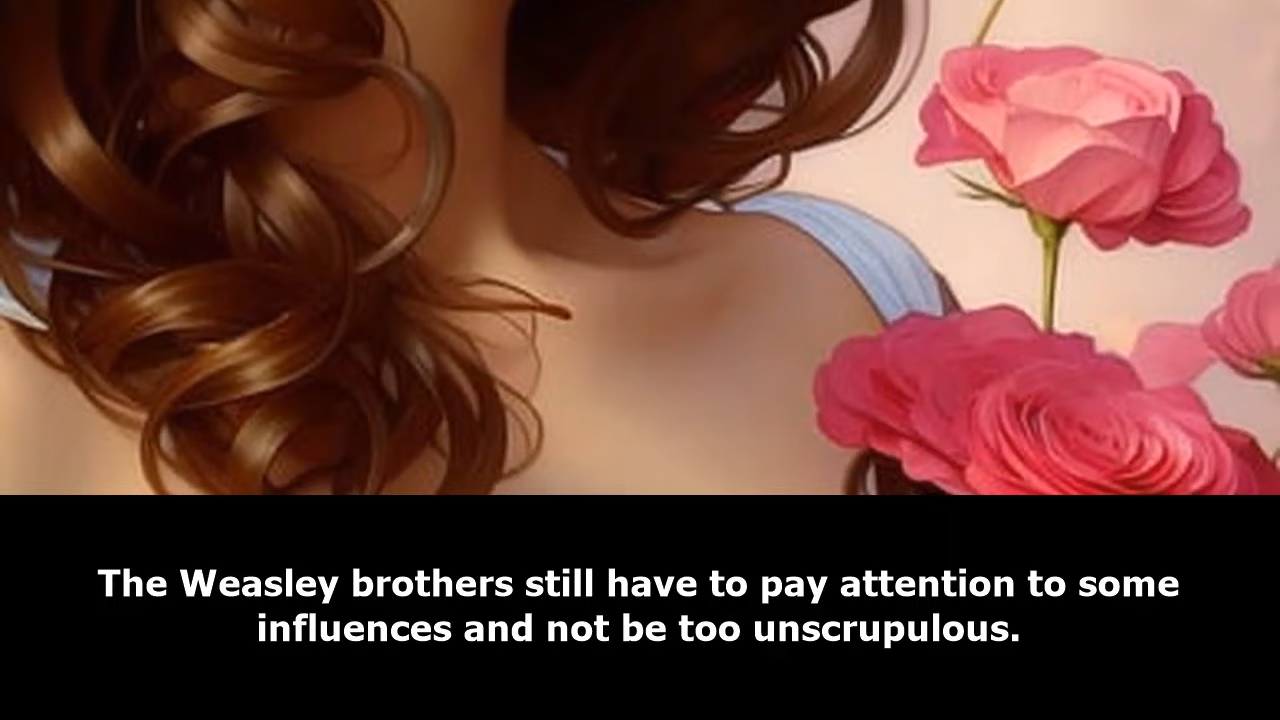 The Weasley brothers still have to pay attention to some
influences and not be too unscrupulous.